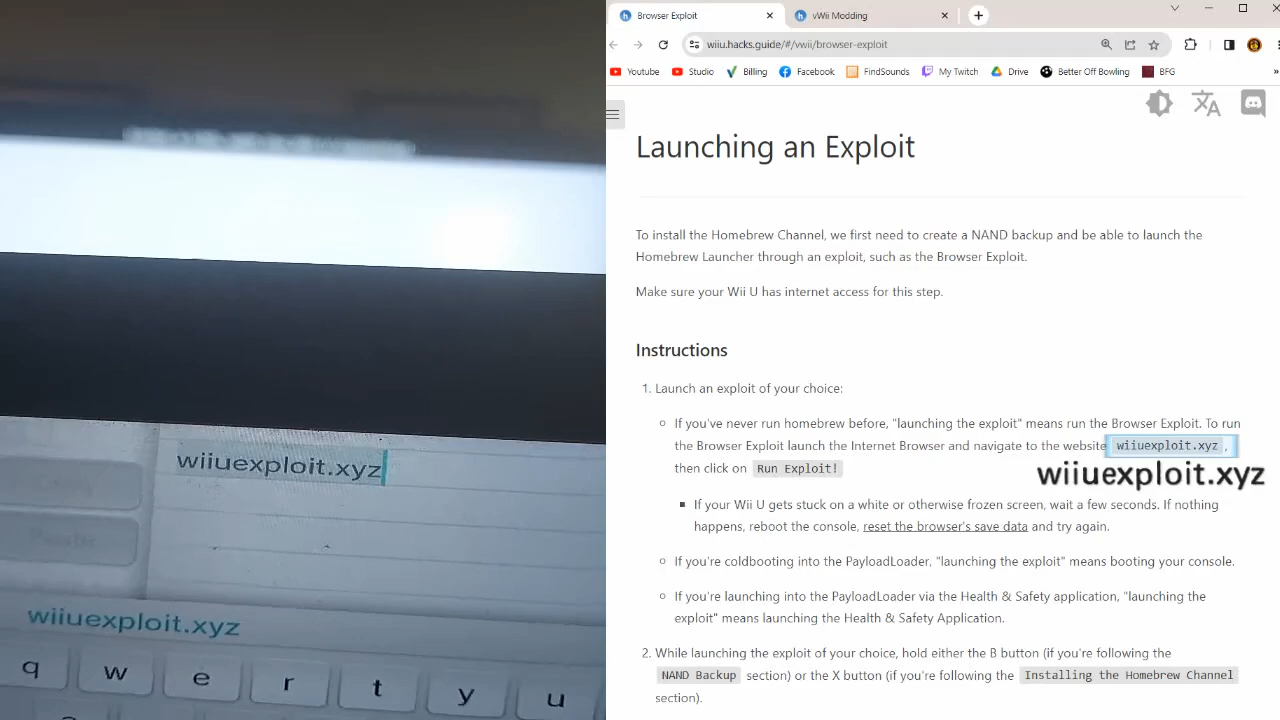 wiiuexploit.xyz
wiiuexploit.xyz
q w e r t y u
Browser Exploit
vWii Modding
wiiu.hacks.guide/#/vwii/browser-exploit
Youtube Studio Billing Facebook FindSounds My Twitch Drive Better Off Bowling BFG
Launching an Exploit
To install the Homebrew Channel, we first need to create a NAND backup and be able to launch the
Homebrew Launcher through an exploit, such as the Browser Exploit.
Make sure your Wii U has internet access for this step.
Instructions
1. Launch an exploit of your choice:
If you've never run homebrew before, "launching the exploit" means run the Browser Exploit. To run
the Browser Exploit launch the Internet Browser and navigate to the website wiiuexploit.xyz ,
then click on Run Exploit!
wiiuexploit.xyz
If your Wii U gets stuck on a white or otherwise frozen screen, wait a few seconds. If nothing
happens, reboot the console, reset the browser's save data and try again.
If you're coldbooting into the PayloadLoader, "launching the exploit" means booting your console.
If you're launching into the PayloadLoader via the Health & Safety application, "launching the
exploit" means launching the Health & Safety Application.
2. While launching the exploit of your choice, hold either the B button (if you're following the
NAND Backup section) or the X button (if you're following the Installing the Homebrew Channel
section).